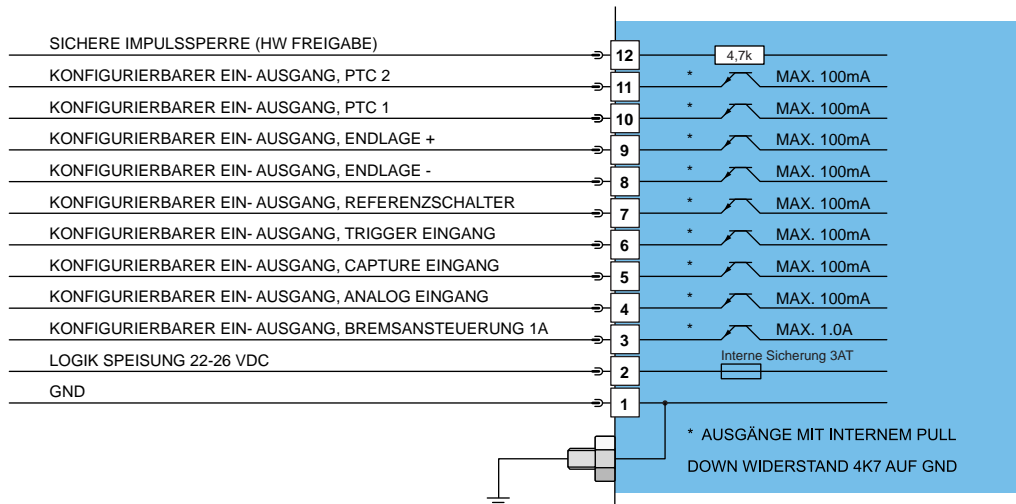 SICHERE IMPULSSPERRE (HW FREIGABE) 12 4,7k
KONFIGURIERBARER EIN- AUSGANG, PTC 2 11 * MAX. 100mA
KONFIGURIERBARER EIN- AUSGANG, PTC 1 10 * MAX. 100mA
KONFIGURIERBARER EIN- AUSGANG, ENDLAGE + 9 * MAX. 100mA
KONFIGURIERBARER EIN- AUSGANG, ENDLAGE - 8 * MAX. 100mA
KONFIGURIERBARER EIN- AUSGANG, REFERENZSCHALTER 7 * MAX. 100mA
KONFIGURIERBARER EIN- AUSGANG, TRIGGER EINGANG 6 * MAX. 100mA
KONFIGURIERBARER EIN- AUSGANG, CAPTURE EINGANG 5 * MAX. 100mA
KONFIGURIERBARER EIN- AUSGANG, ANALOG EINGANG 4 * MAX. 100mA
KONFIGURIERBARER EIN- AUSGANG, BREMSANSTEUERUNG 1A 3 * MAX. 1.0A
LOGIK SPEISUNG 22-26 VDC 2 Interne Sicherung 3AT
GND 1
* AUSGÄNGE MIT INTERNEM PULL
DOWN WIDERSTAND 4K7 AUF GND